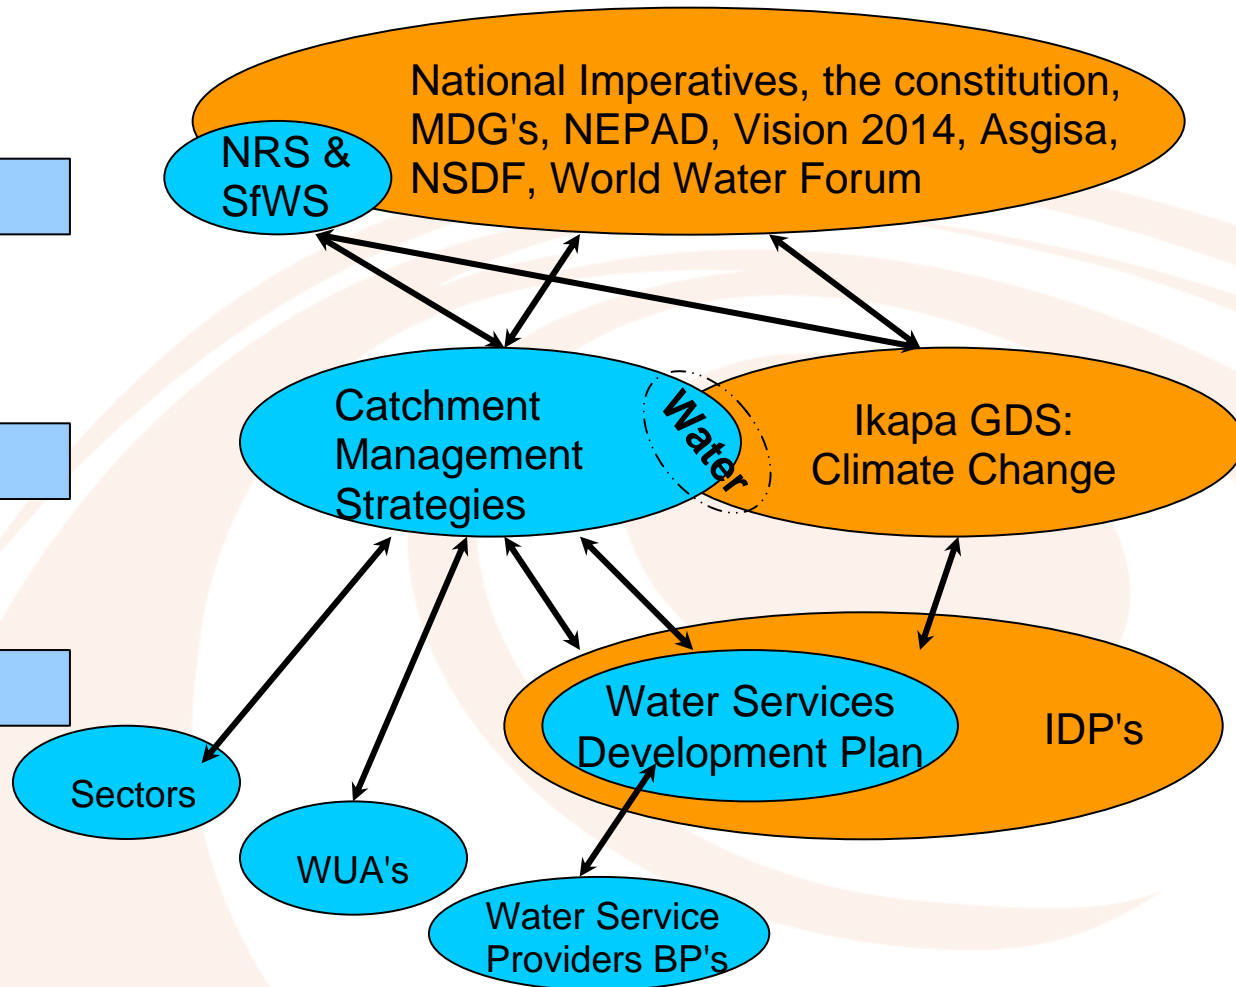 National Imperatives, the constitution,
MDG's, NEPAD, Vision 2014, Asgisa,
NSDF, World Water Forum
NRS &
SfWS
Catchment
Management
Strategies
Water
Ikapa GDS:
Climate Change
Water Services
Development Plan
IDP's
Sectors
WUA's
Water Service
Providers BP's